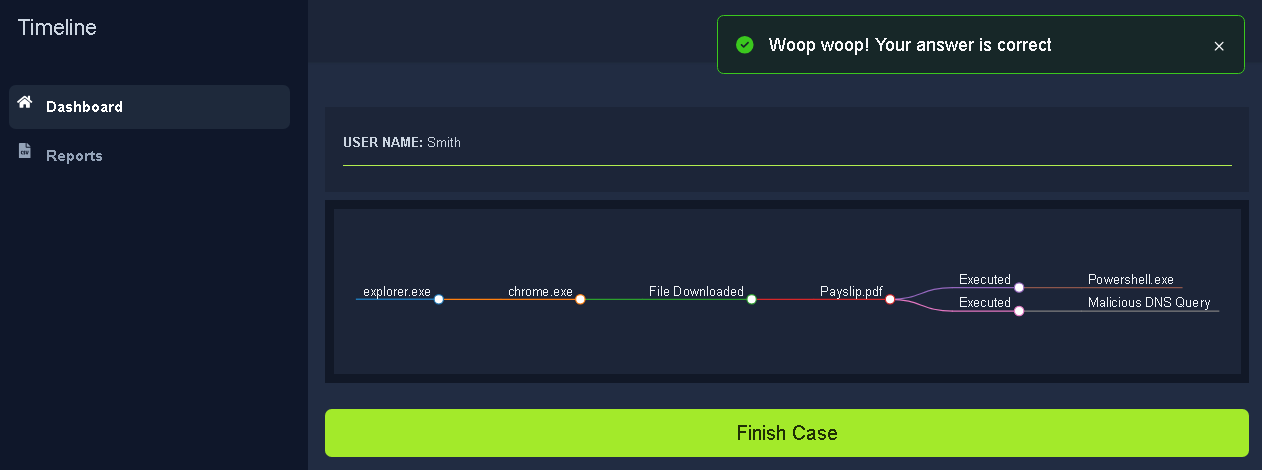 Timeline
Woop woop! Your answer is correct
Dashboard
Reports
USER NAME: Smith
explorer.exe
chrome.exe
File Downloaded
Payslip.pdf
Executed
Powershell.exe
Executed
Malicious DNS Query
Finish Case